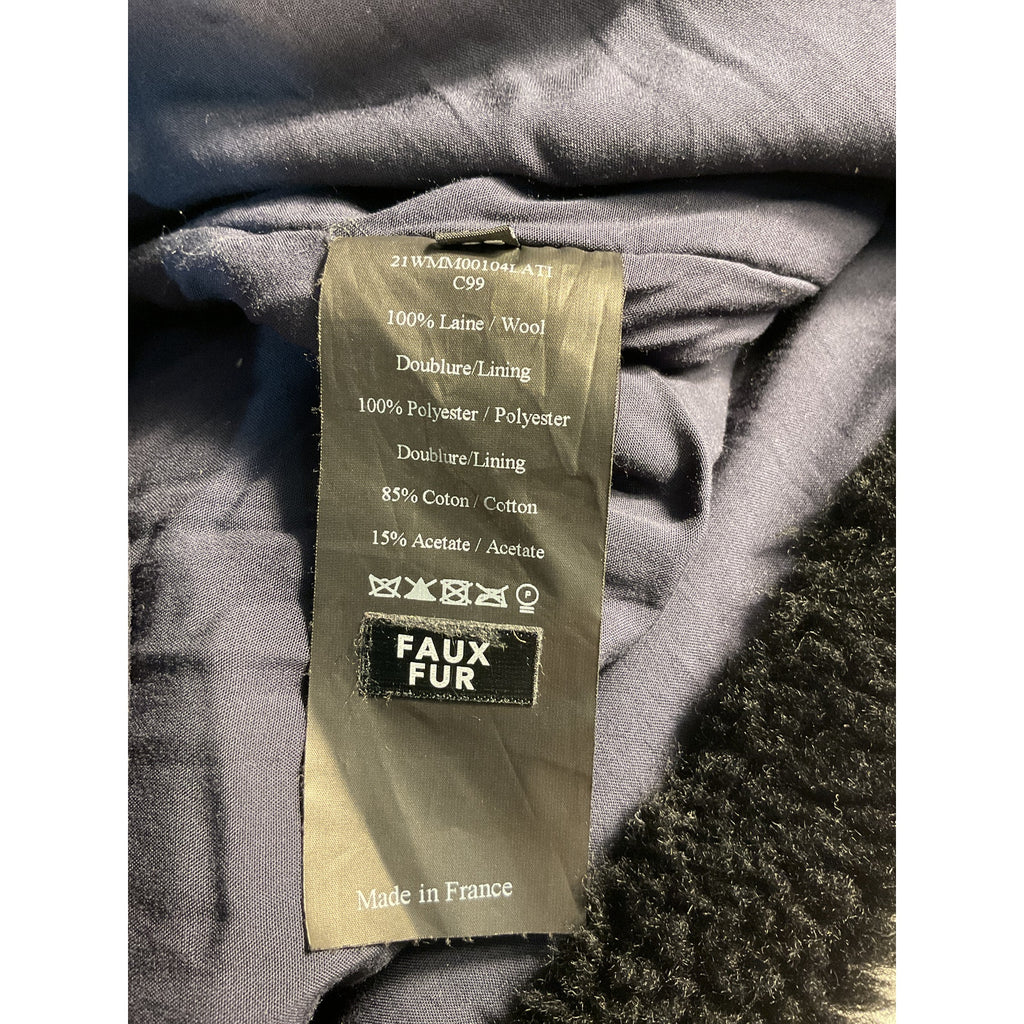 21WMM00104LATI
C99
100% Laine / Wool
Doublure/Lining
100% Polyester / Polyester
Doublure/Lining
85% Coton / Cotton
15% Acetate / Acetate
P
FAUX
FUR
Made in France